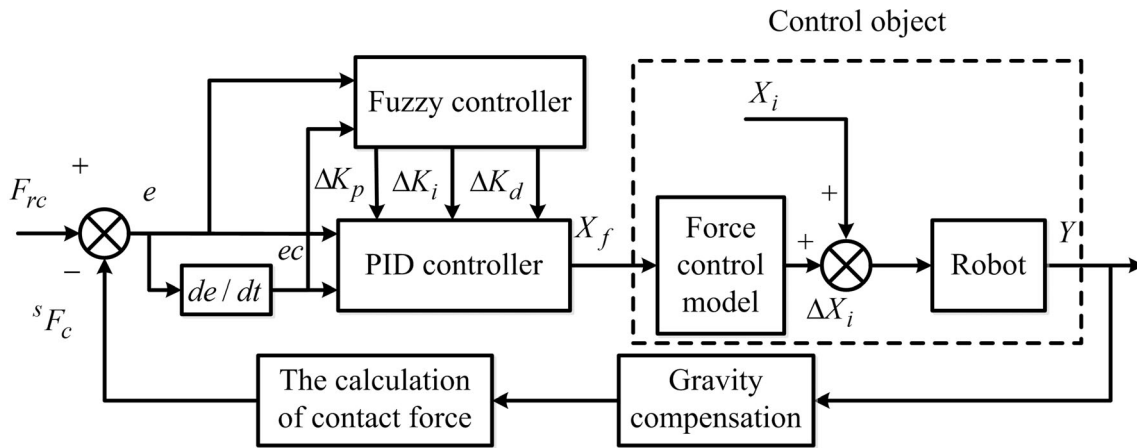 Control object
Fuzzy controller
X_i
+
ΔK_p ΔK_i ΔK_d
+
F_rc
e
X_f
ec
PID controller
Force
control
model
+
Robot
Y
−
de / dt
ΔX_i
^sF_c
The calculation
of contact force
Gravity
compensation